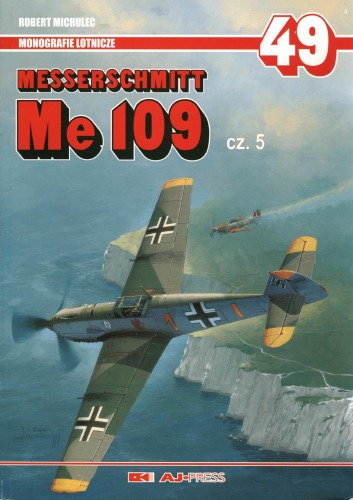 ROBERT MICHULEC
MONOGRAFIE LOTNICZE
49
MESSERSCHMITT
Me 109
cz. 5
AJ-PRESS